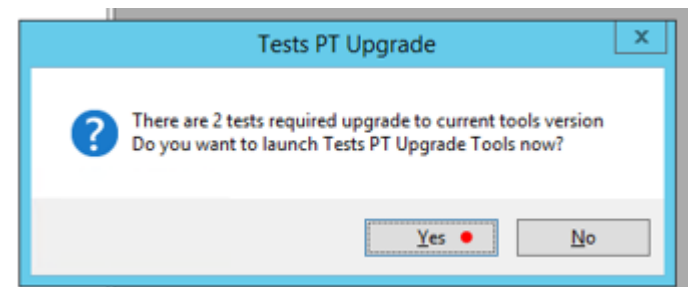 Tests PT Upgrade
x
There are 2 tests required upgrade to current tools version
Do you want to launch Tests PT Upgrade Tools now?
Yes
No